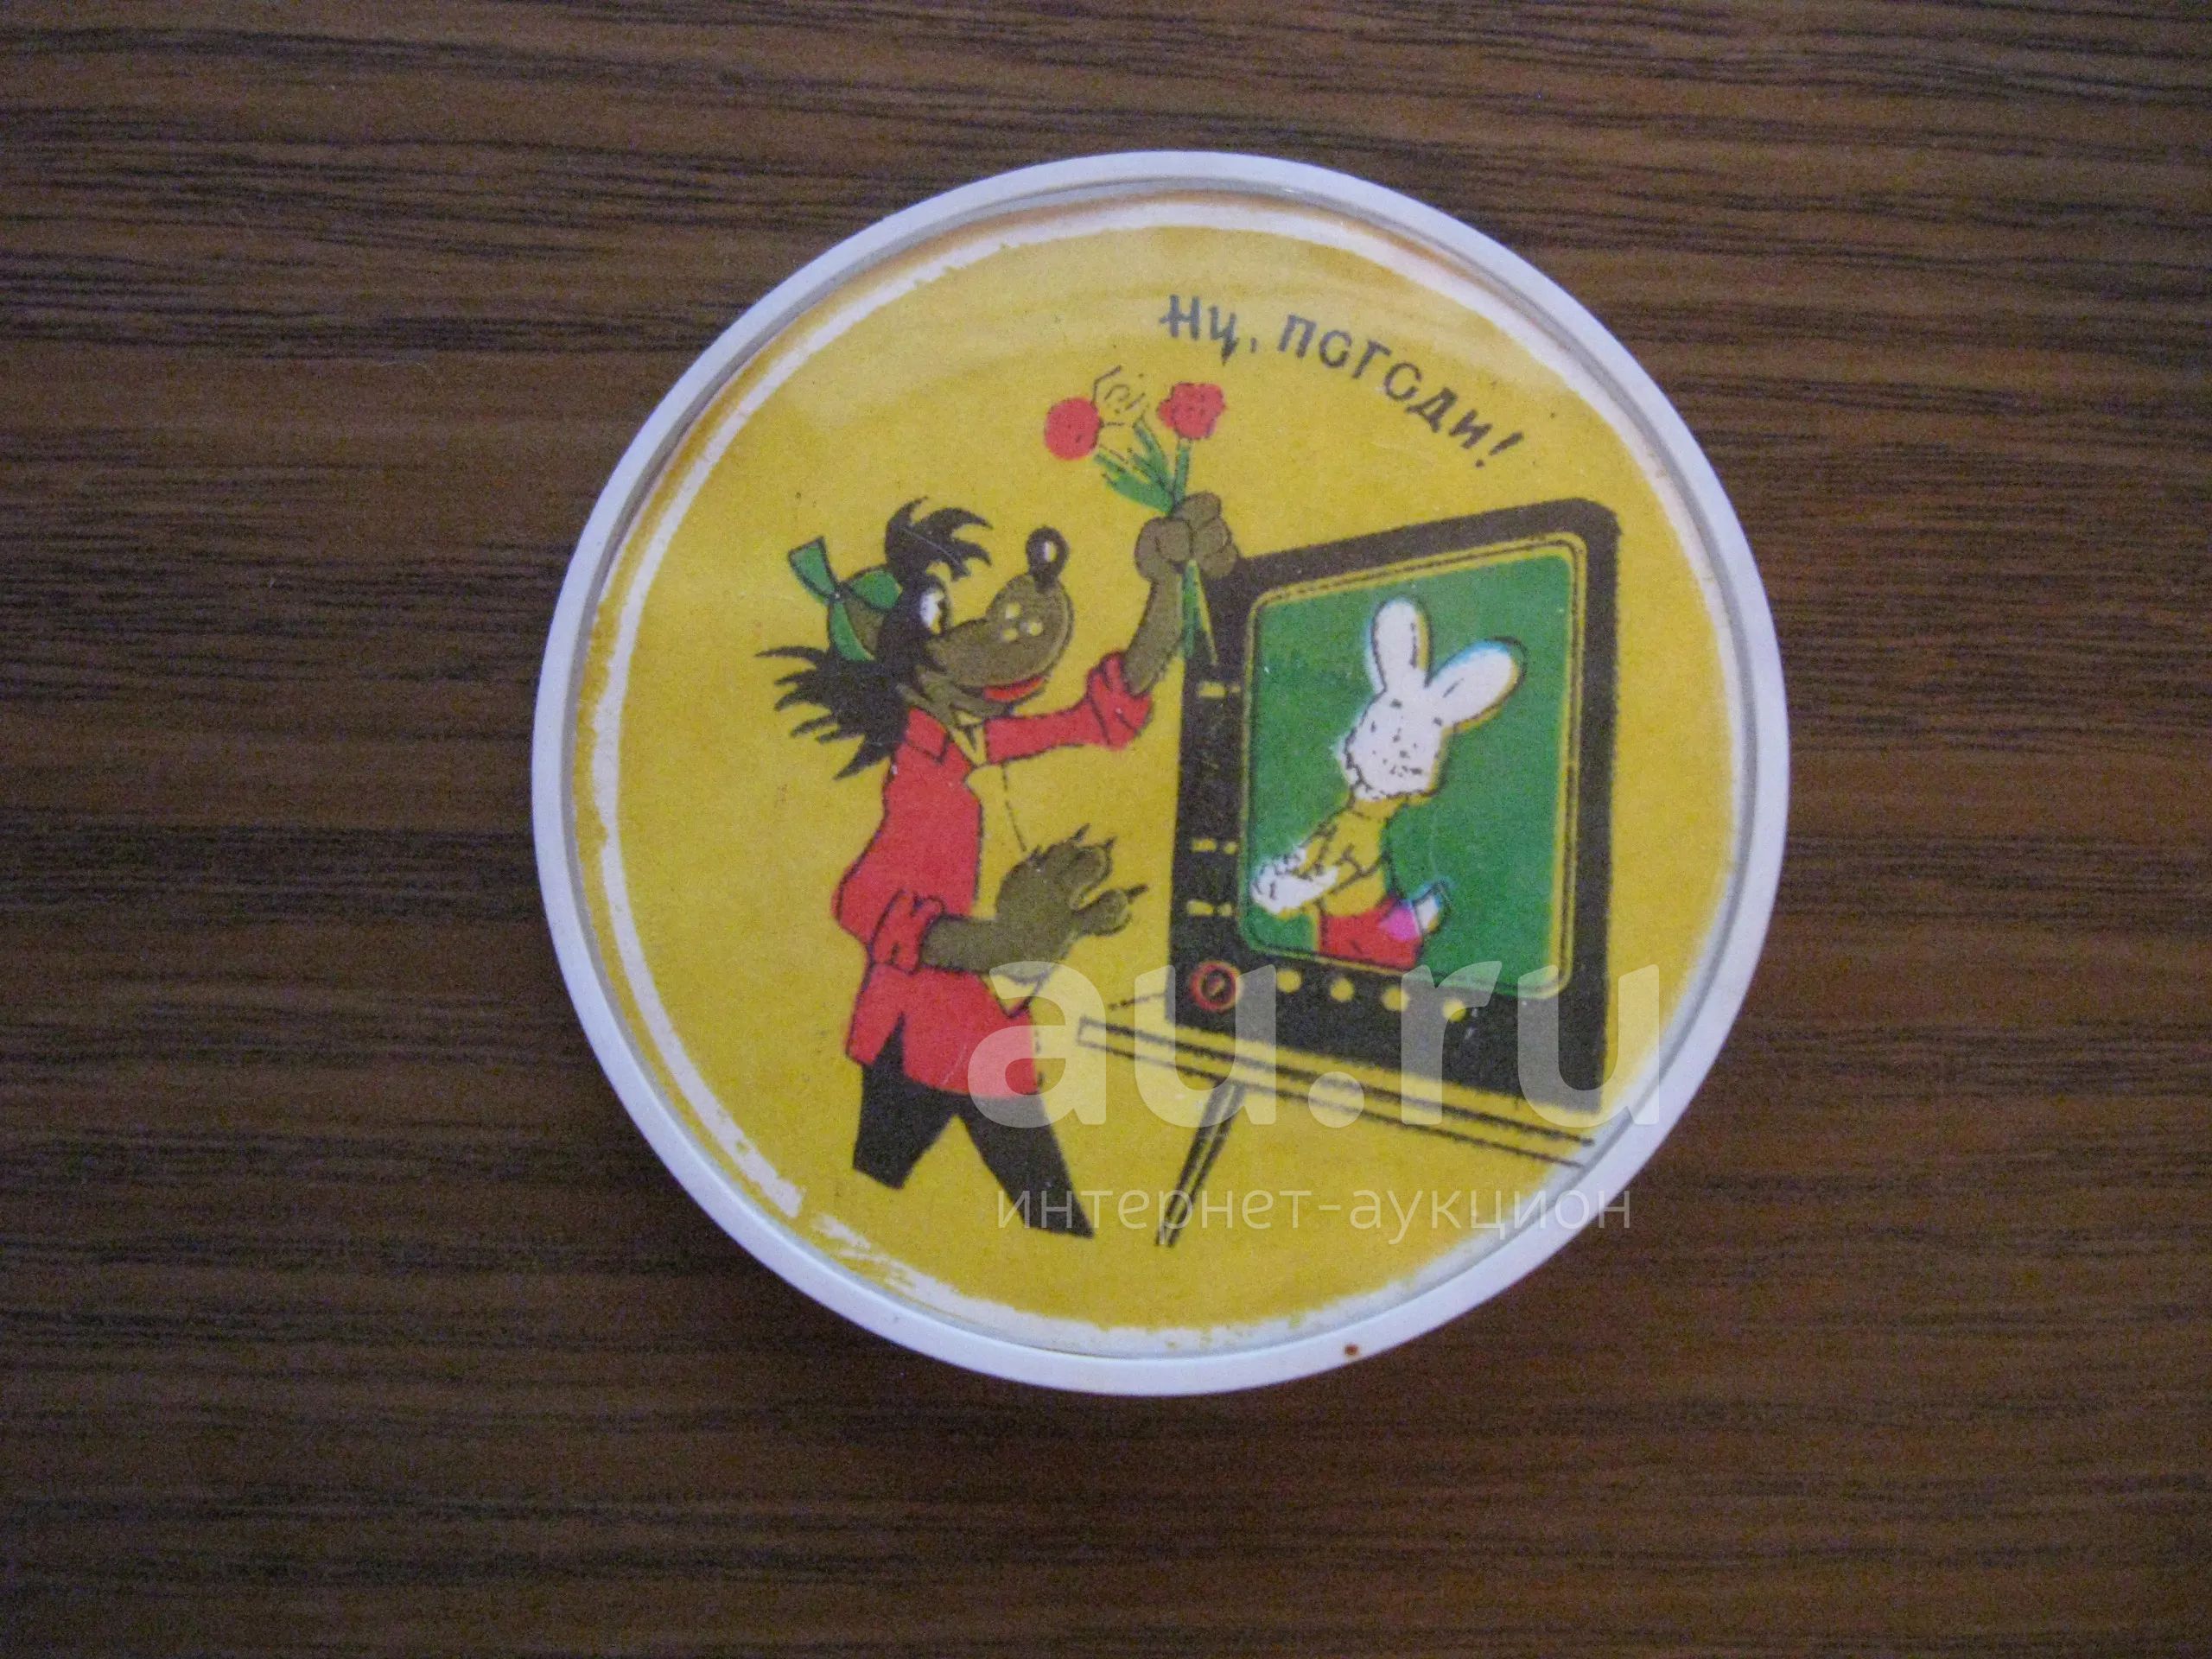 Ну, погоди!
au.ru
интернет-аукцион